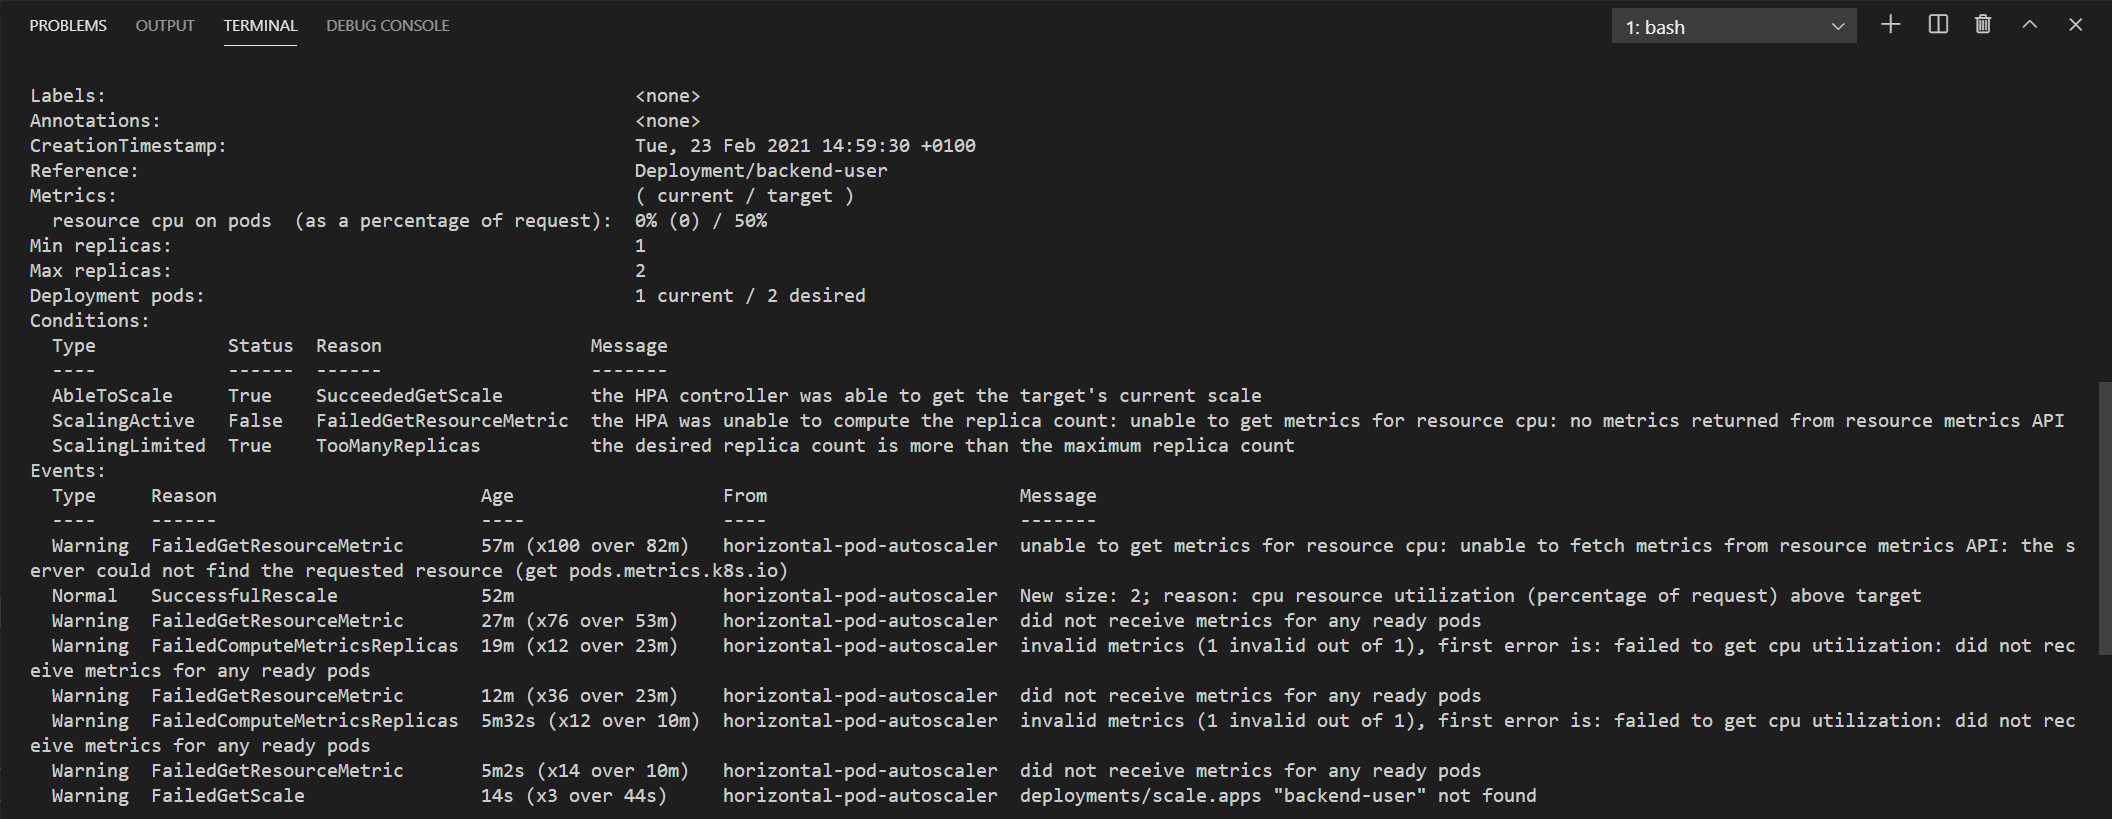 PROBLEMS OUTPUT TERMINAL DEBUG CONSOLE 1: bash
Labels: <none>
Annotations: <none>
CreationTimestamp: Tue, 23 Feb 2021 14:59:30 +0100
Reference: Deployment/backend-user
Metrics: ( current / target )
resource cpu on pods (as a percentage of request): 0% (0) / 50%
Min replicas: 1
Max replicas: 2
Deployment pods: 1 current / 2 desired
Conditions:
Type Status Reason Message
---- ------ ------ -------
AbleToScale True SucceededGetScale the HPA controller was able to get the target's current scale
ScalingActive False FailedGetResourceMetric the HPA was unable to compute the replica count: unable to get metrics for resource cpu: no metrics returned from resource metrics API
ScalingLimited True TooManyReplicas the desired replica count is more than the maximum replica count
Events:
Type Reason Age From Message
---- ------ ---- ---- -------
Warning FailedGetResourceMetric 57m (x100 over 82m) horizontal-pod-autoscaler unable to get metrics for resource cpu: unable to fetch metrics from resource metrics API: the s
erver could not find the requested resource (get pods.metrics.k8s.io)
Normal SuccessfulRescale 52m horizontal-pod-autoscaler New size: 2; reason: cpu resource utilization (percentage of request) above target
Warning FailedGetResourceMetric 27m (x76 over 53m) horizontal-pod-autoscaler did not receive metrics for any ready pods
Warning FailedComputeMetricsReplicas 19m (x12 over 23m) horizontal-pod-autoscaler invalid metrics (1 invalid out of 1), first error is: failed to get cpu utilization: did not rec
eive metrics for any ready pods
Warning FailedGetResourceMetric 12m (x36 over 23m) horizontal-pod-autoscaler did not receive metrics for any ready pods
Warning FailedComputeMetricsReplicas 5m32s (x12 over 10m) horizontal-pod-autoscaler invalid metrics (1 invalid out of 1), first error is: failed to get cpu utilization: did not rec
eive metrics for any ready pods
Warning FailedGetResourceMetric 5m2s (x14 over 10m) horizontal-pod-autoscaler did not receive metrics for any ready pods
Warning FailedGetScale 14s (x3 over 44s) horizontal-pod-autoscaler deployments/scale.apps "backend-user" not found